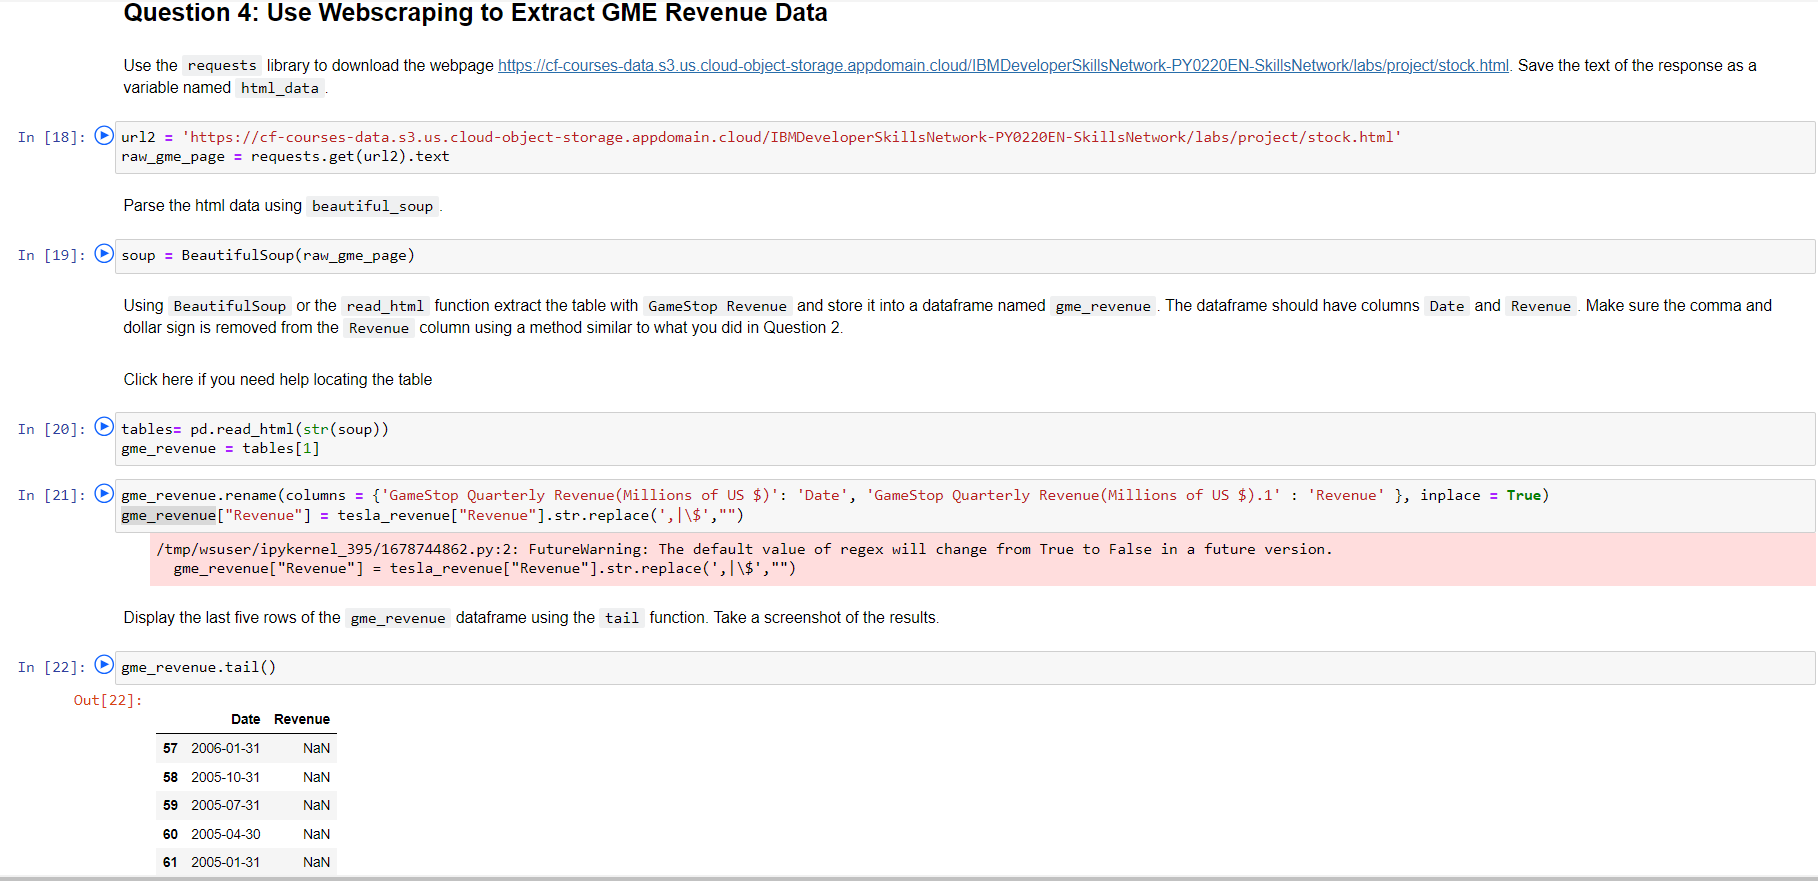 Question 4: Use Webscraping to Extract GME Revenue Data
Use the requests library to download the webpage https://cf-courses-data.s3.us.cloud-object-storage.appdomain.cloud/IBMDeveloperSkillsNetwork-PY0220EN-SkillsNetwork/labs/project/stock.html. Save the text of the response as a
variable named html_data .
In [18]: url2 = 'https://cf-courses-data.s3.us.cloud-object-storage.appdomain.cloud/IBMDeveloperSkillsNetwork-PY0220EN-SkillsNetwork/labs/project/stock.html'
raw_gme_page = requests.get(url2).text
Parse the html data using beautiful_soup .
In [19]: soup = BeautifulSoup(raw_gme_page)
Using BeautifulSoup or the read_html function extract the table with GameStop Revenue and store it into a dataframe named gme_revenue . The dataframe should have columns Date and Revenue . Make sure the comma and
dollar sign is removed from the Revenue column using a method similar to what you did in Question 2.
Click here if you need help locating the table
In [20]: tables= pd.read_html(str(soup))
gme_revenue = tables[1]
In [21]: gme_revenue.rename(columns = {'GameStop Quarterly Revenue(Millions of US $)': 'Date', 'GameStop Quarterly Revenue(Millions of US $).1' : 'Revenue' }, inplace = True)
gme_revenue["Revenue"] = tesla_revenue["Revenue"].str.replace(',|\$',"")
/tmp/wsuser/ipykernel_395/1678744862.py:2: FutureWarning: The default value of regex will change from True to False in a future version.
gme_revenue["Revenue"] = tesla_revenue["Revenue"].str.replace(',|\$',"")
Display the last five rows of the gme_revenue dataframe using the tail function. Take a screenshot of the results.
In [22]: gme_revenue.tail()
Out[22]:
Date Revenue
57 2006-01-31 NaN
58 2005-10-31 NaN
59 2005-07-31 NaN
60 2005-04-30 NaN
61 2005-01-31 NaN